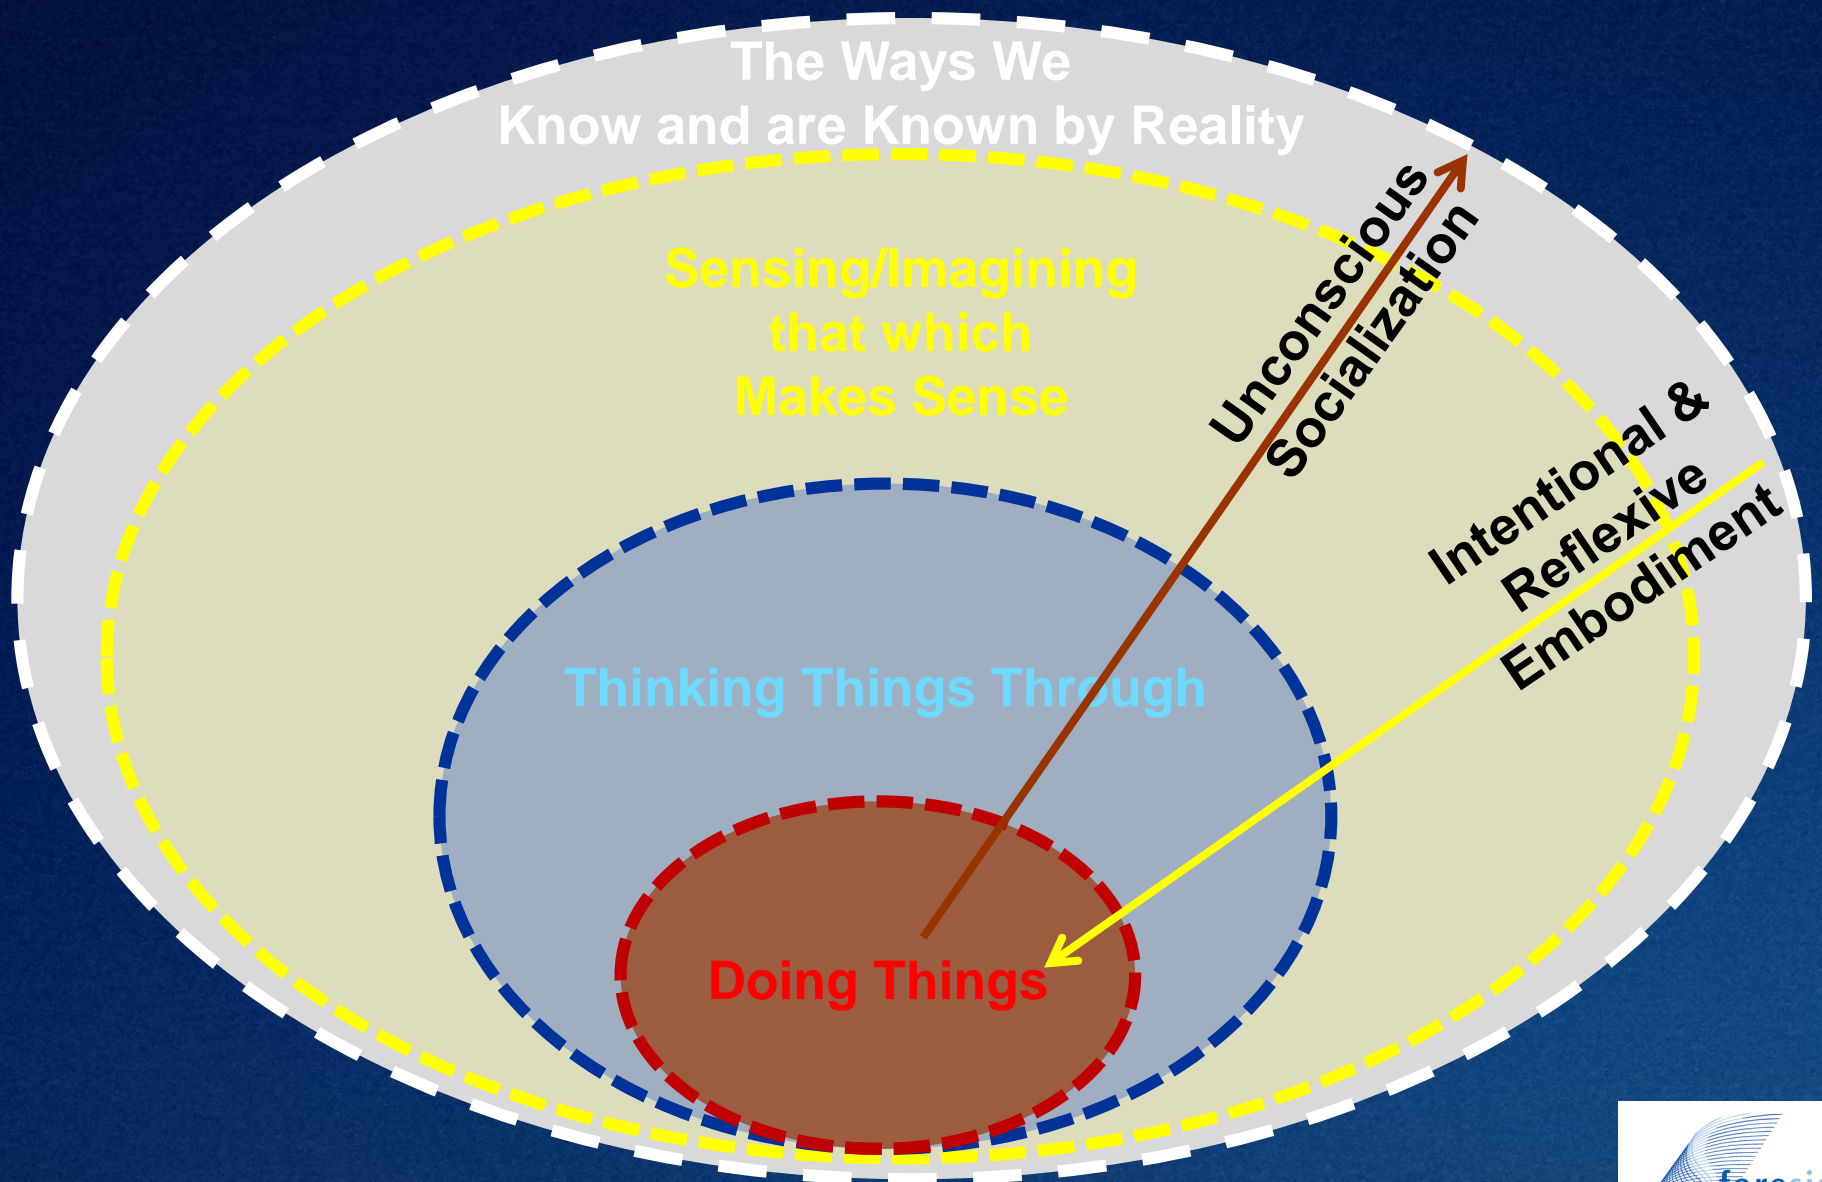 The Ways We
Know and are Known by Reality
Sensing/Imagining
that which
Makes Sense
Unconscious
Socialization
Intentional &
Reflexive
Embodiment
Thinking Things Through
Doing Things